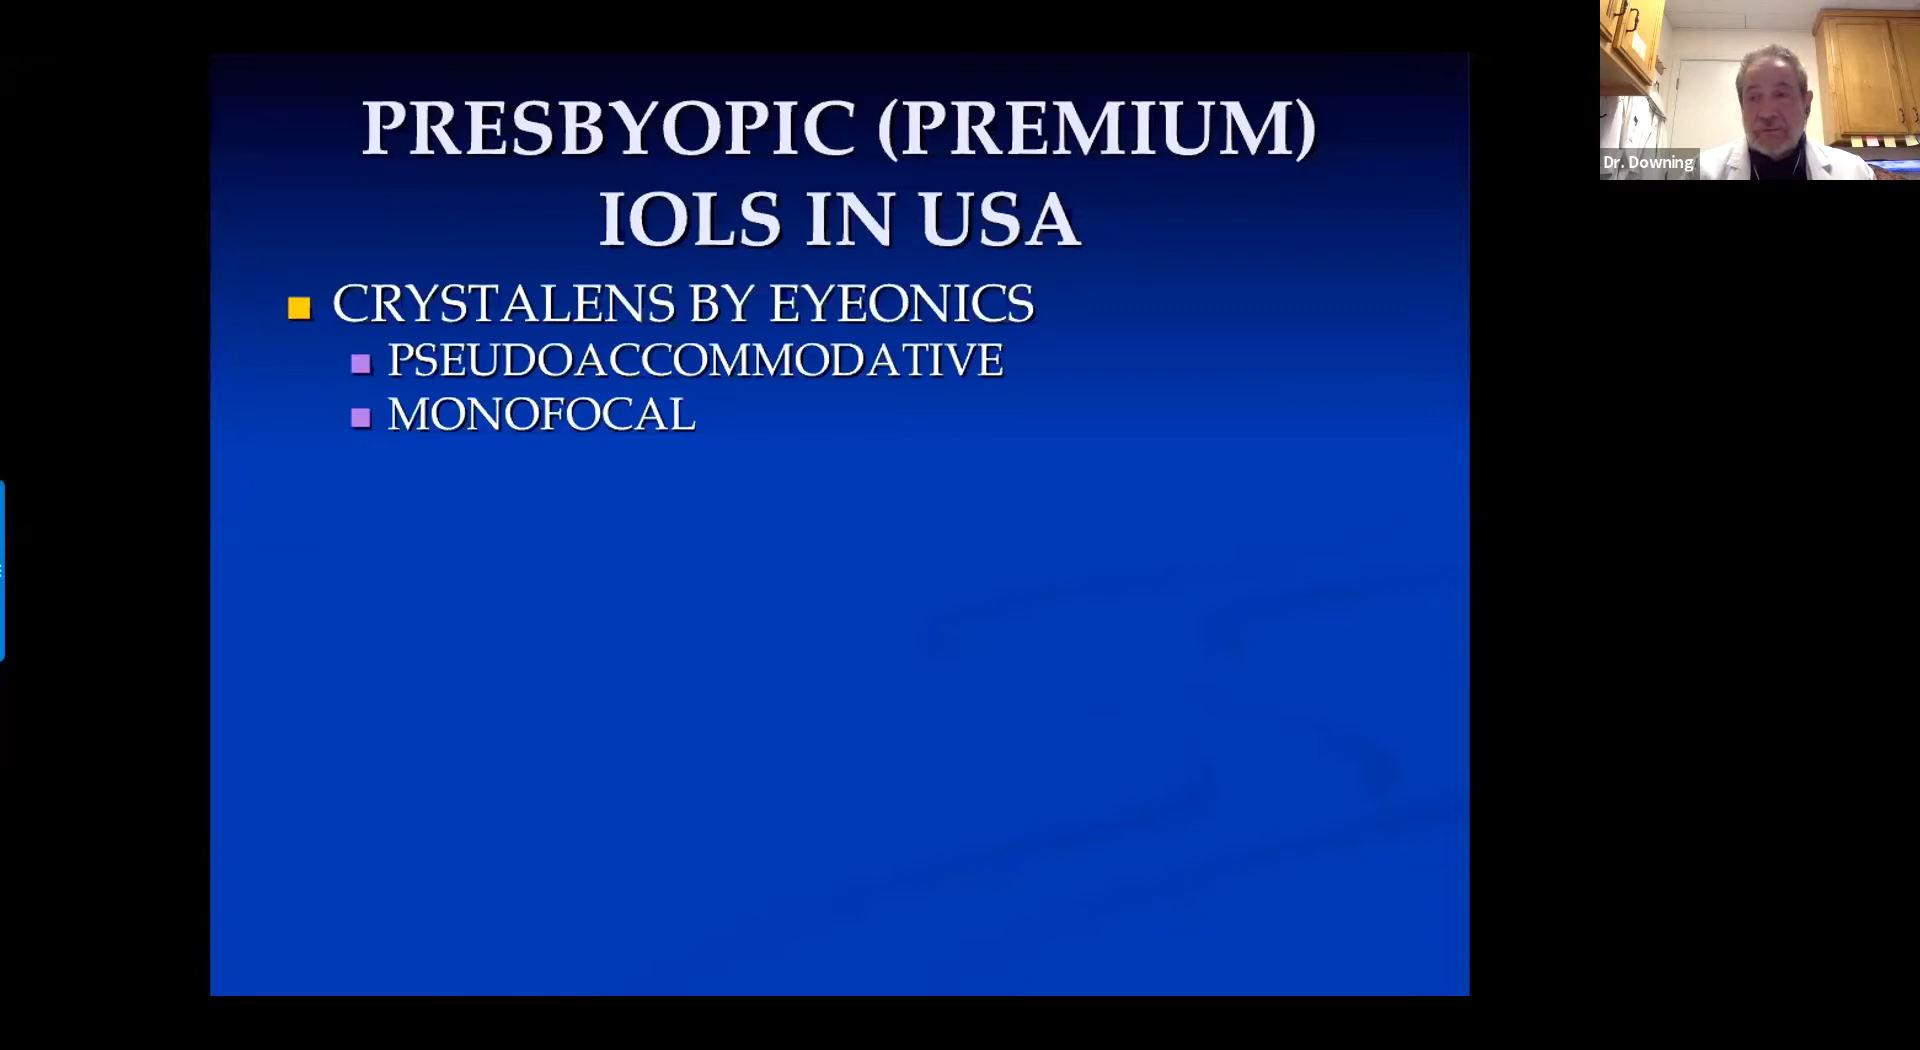 PRESBYOPIC (PREMIUM)
IOLS IN USA
CRYSTALENS BY EYEONICS
PSEUDOACCOMMODATIVE
MONOFOCAL
Dr. Downing